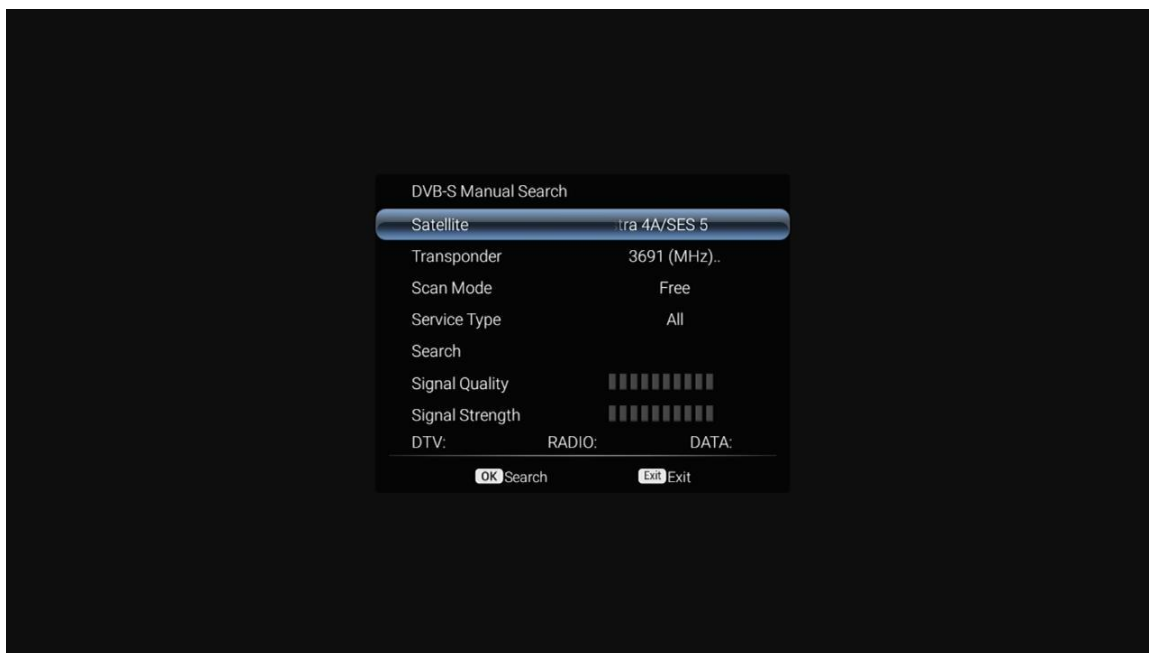 DVB-S Manual Search
Satellite tra 4A/SES 5
Transponder 3691 (MHz)..
Scan Mode Free
Service Type All
Search
Signal Quality
Signal Strength
DTV: RADIO: DATA:
OK Search Exit Exit